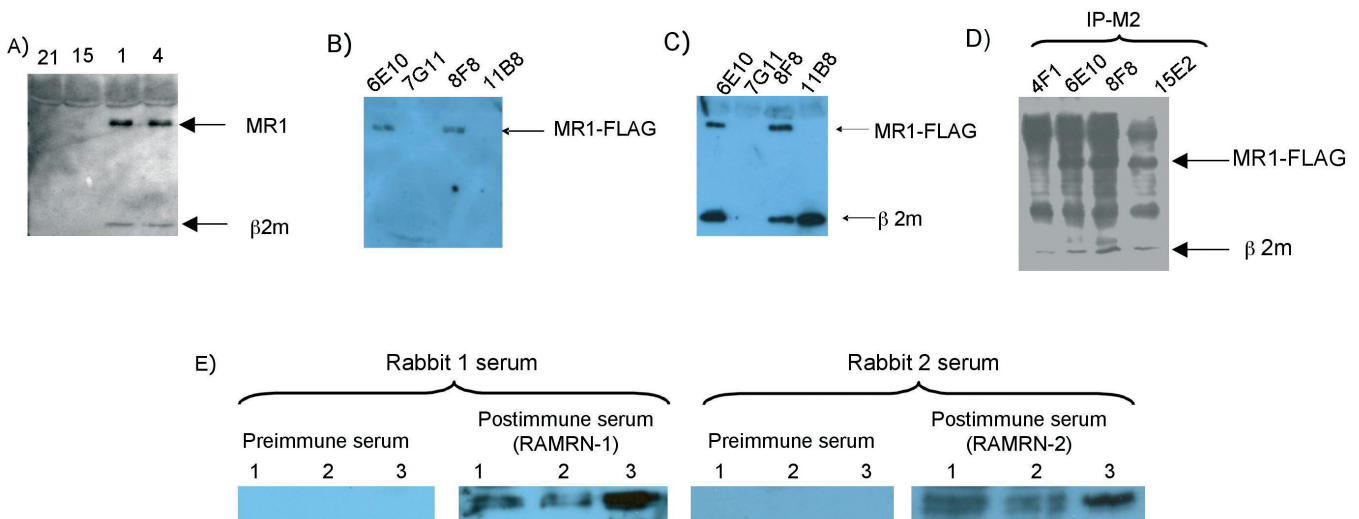 A)
21 15 1 4
MR1
β2m
B)
6E10 7G11 8F8 11B8
MR1-FLAG
C)
6E10 7G11 8F8 11B8
MR1-FLAG
β 2m
D)
IP-M2
4F1 6E10 8F8 15E2
MR1-FLAG
β 2m
E)
Rabbit 1 serum
Preimmune serum
1 2 3
Postimmune serum
(RAMRN-1)
1 2 3
Rabbit 2 serum
Preimmune serum
1 2 3
Postimmune serum
(RAMRN-2)
1 2 3